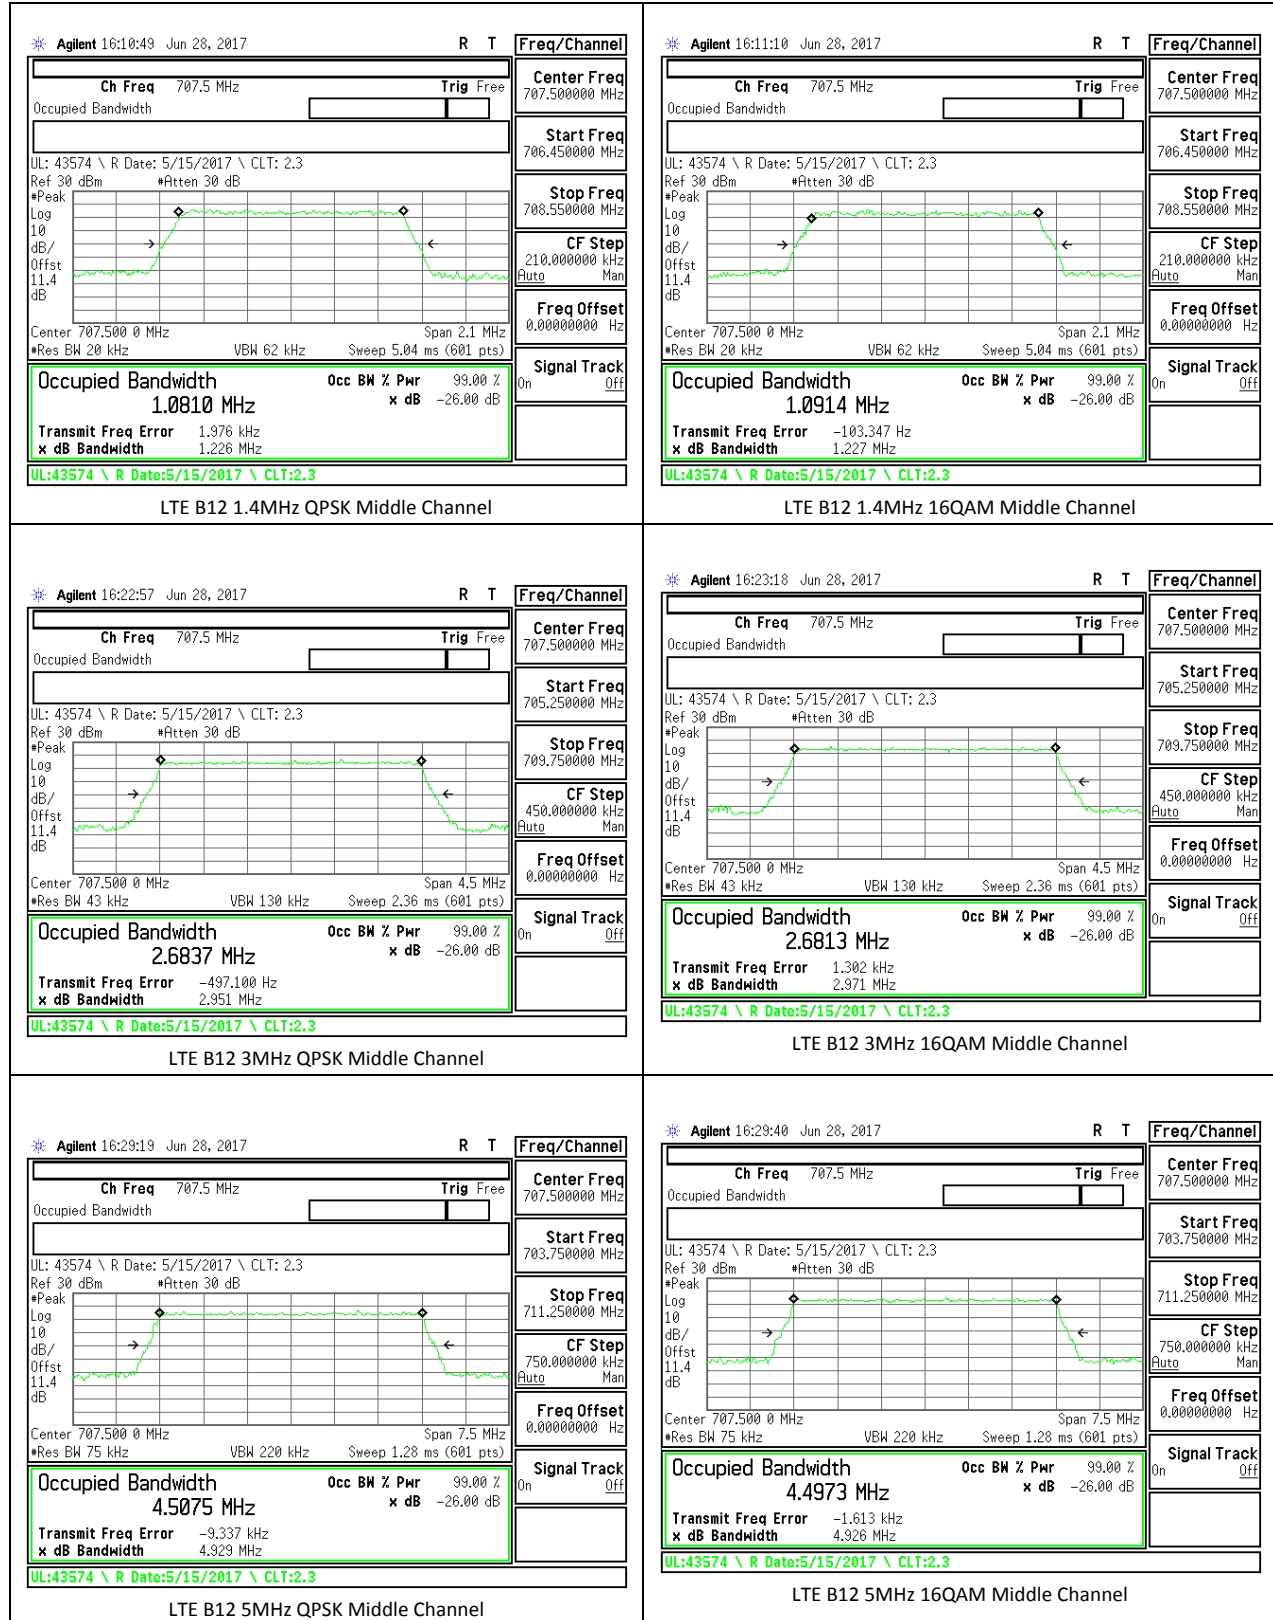 Agilent 16:10:49 Jun 28, 2017 R T
Freq/Channel
Ch Freq 707.5 MHz Trig Free
Occupied Bandwidth
Center Freq
707.500000 MHz
Start Freq
706.450000 MHz
UL: 43574 \ R Date: 5/15/2017 \ CLT: 2.3
Ref 30 dBm #Atten 30 dB
Stop Freq
708.550000 MHz
#Peak
Log
10
dB/
Offst
11.4
dB
CF Step
210.000000 kHz
Auto Man
Freq Offset
0.00000000 Hz
Center 707.500 0 MHz Span 2.1 MHz
#Res BW 20 kHz VBW 62 kHz Sweep 5.04 ms (601 pts)
Signal Track
On Off
Occupied Bandwidth Occ BW % Pwr 99.00 %
1.0810 MHz x dB -26.00 dB
Transmit Freq Error 1.976 kHz
x dB Bandwidth 1.226 MHz
UL:43574 \ R Date:5/15/2017 \ CLT:2.3
LTE B12 1.4MHz QPSK Middle Channel
Agilent 16:11:10 Jun 28, 2017 R T
Freq/Channel
Ch Freq 707.5 MHz Trig Free
Occupied Bandwidth
Center Freq
707.500000 MHz
Start Freq
706.450000 MHz
UL: 43574 \ R Date: 5/15/2017 \ CLT: 2.3
Ref 30 dBm #Atten 30 dB
Stop Freq
708.550000 MHz
#Peak
Log
10
dB/
Offst
11.4
dB
CF Step
210.000000 kHz
Auto Man
Freq Offset
0.00000000 Hz
Center 707.500 0 MHz Span 2.1 MHz
#Res BW 20 kHz VBW 62 kHz Sweep 5.04 ms (601 pts)
Signal Track
On Off
Occupied Bandwidth Occ BW % Pwr 99.00 %
1.0914 MHz x dB -26.00 dB
Transmit Freq Error -103.347 Hz
x dB Bandwidth 1.227 MHz
UL:43574 \ R Date:5/15/2017 \ CLT:2.3
LTE B12 1.4MHz 16QAM Middle Channel
Agilent 16:22:57 Jun 28, 2017 R T
Freq/Channel
Ch Freq 707.5 MHz Trig Free
Occupied Bandwidth
Center Freq
707.500000 MHz
Start Freq
705.250000 MHz
UL: 43574 \ R Date: 5/15/2017 \ CLT: 2.3
Ref 30 dBm #Atten 30 dB
Stop Freq
709.750000 MHz
#Peak
Log
10
dB/
Offst
11.4
dB
CF Step
450.000000 kHz
Auto Man
Freq Offset
0.00000000 Hz
Center 707.500 0 MHz Span 4.5 MHz
#Res BW 43 kHz VBW 130 kHz Sweep 2.36 ms (601 pts)
Signal Track
On Off
Occupied Bandwidth Occ BW % Pwr 99.00 %
2.6837 MHz x dB -26.00 dB
Transmit Freq Error -497.100 Hz
x dB Bandwidth 2.951 MHz
UL:43574 \ R Date:5/15/2017 \ CLT:2.3
LTE B12 3MHz QPSK Middle Channel
Agilent 16:23:18 Jun 28, 2017 R T
Freq/Channel
Ch Freq 707.5 MHz Trig Free
Occupied Bandwidth
Center Freq
707.500000 MHz
Start Freq
705.250000 MHz
UL: 43574 \ R Date: 5/15/2017 \ CLT: 2.3
Ref 30 dBm #Atten 30 dB
Stop Freq
709.750000 MHz
#Peak
Log
10
dB/
Offst
11.4
dB
CF Step
450.000000 kHz
Auto Man
Freq Offset
0.00000000 Hz
Center 707.500 0 MHz Span 4.5 MHz
#Res BW 43 kHz VBW 130 kHz Sweep 2.36 ms (601 pts)
Signal Track
On Off
Occupied Bandwidth Occ BW % Pwr 99.00 %
2.6813 MHz x dB -26.00 dB
Transmit Freq Error 1.302 kHz
x dB Bandwidth 2.971 MHz
UL:43574 \ R Date:5/15/2017 \ CLT:2.3
LTE B12 3MHz 16QAM Middle Channel
Agilent 16:29:19 Jun 28, 2017 R T
Freq/Channel
Ch Freq 707.5 MHz Trig Free
Occupied Bandwidth
Center Freq
707.500000 MHz
Start Freq
703.750000 MHz
UL: 43574 \ R Date: 5/15/2017 \ CLT: 2.3
Ref 30 dBm #Atten 30 dB
Stop Freq
711.250000 MHz
#Peak
Log
10
dB/
Offst
11.4
dB
CF Step
750.000000 kHz
Auto Man
Freq Offset
0.00000000 Hz
Center 707.500 0 MHz Span 7.5 MHz
#Res BW 75 kHz VBW 220 kHz Sweep 1.28 ms (601 pts)
Signal Track
On Off
Occupied Bandwidth Occ BW % Pwr 99.00 %
4.5075 MHz x dB -26.00 dB
Transmit Freq Error -9.337 kHz
x dB Bandwidth 4.929 MHz
UL:43574 \ R Date:5/15/2017 \ CLT:2.3
LTE B12 5MHz QPSK Middle Channel
Agilent 16:29:40 Jun 28, 2017 R T
Freq/Channel
Ch Freq 707.5 MHz Trig Free
Occupied Bandwidth
Center Freq
707.500000 MHz
Start Freq
703.750000 MHz
UL: 43574 \ R Date: 5/15/2017 \ CLT: 2.3
Ref 30 dBm #Atten 30 dB
Stop Freq
711.250000 MHz
#Peak
Log
10
dB/
Offst
11.4
dB
CF Step
750.000000 kHz
Auto Man
Freq Offset
0.00000000 Hz
Center 707.500 0 MHz Span 7.5 MHz
#Res BW 75 kHz VBW 220 kHz Sweep 1.28 ms (601 pts)
Signal Track
On Off
Occupied Bandwidth Occ BW % Pwr 99.00 %
4.4973 MHz x dB -26.00 dB
Transmit Freq Error -1.613 kHz
x dB Bandwidth 4.926 MHz
UL:43574 \ R Date:5/15/2017 \ CLT:2.3
LTE B12 5MHz 16QAM Middle Channel